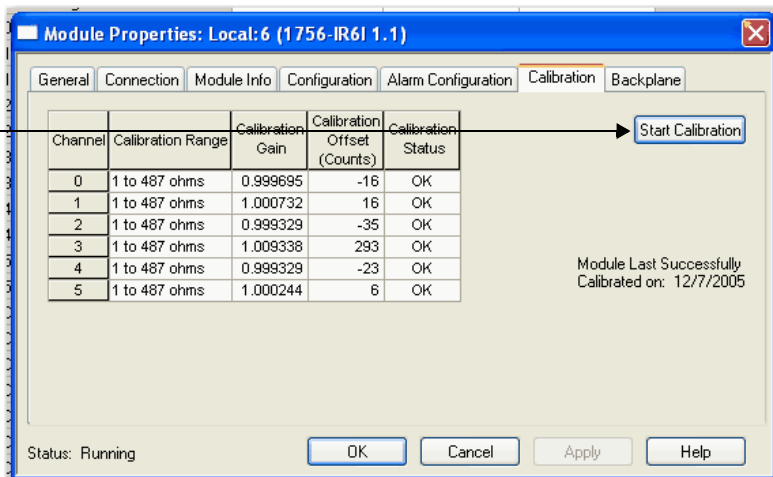 Module Properties: Local:6 (1756-IR6I 1.1)
General Connection Module Info Configuration Alarm Configuration Calibration Backplane
Channel Calibration Range Calibration Gain Calibration Offset (Counts) Calibration Status
0 1 to 487 ohms 0.999695 -16 OK
1 1 to 487 ohms 1.000732 16 OK
2 1 to 487 ohms 0.999329 -35 OK
3 1 to 487 ohms 1.009338 293 OK
4 1 to 487 ohms 0.999329 -23 OK
5 1 to 487 ohms 1.000244 6 OK
Start Calibration
Module Last Successfully
Calibrated on: 12/7/2005
Status: Running
OK Cancel Apply Help